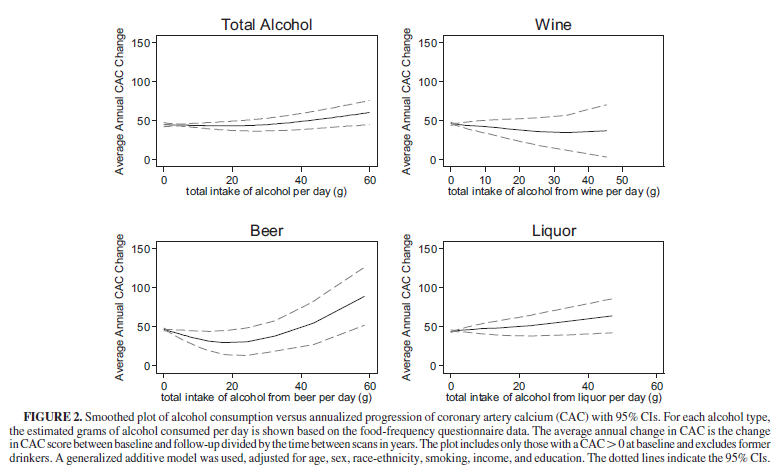 Total Alcohol
Average Annual CAC Change
150
100
50
0
0
20
40
60
total intake of alcohol per day (g)
Wine
Average Annual CAC Change
150
100
50
0
0
10
20
30
40
50
total intake of alcohol from wine per day (g)
Beer
Average Annual CAC Change
150
100
50
0
0
20
40
60
total intake of alcohol from beer per day (g)
Liquor
Average Annual CAC Change
150
100
50
0
0
20
40
60
total intake of alcohol from liquor per day (g)
FIGURE 2. Smoothed plot of alcohol consumption versus annualized progression of coronary artery calcium (CAC) with 95% CIs. For each alcohol type,
the estimated grams of alcohol consumed per day is shown based on the food-frequency questionnaire data. The average annual change in CAC is the change
in CAC score between baseline and follow-up divided by the time between scans in years. The plot includes only those with a CAC > 0 at baseline and excludes former
drinkers. A generalized additive model was used, adjusted for age, sex, race-ethnicity, smoking, income, and education. The dotted lines indicate the 95% CIs.